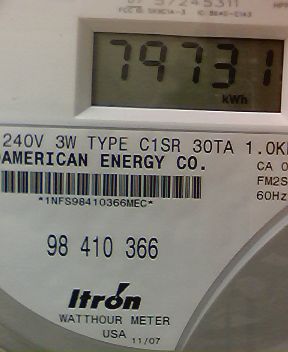 79731
kWh
240V 3W TYPE C1SR 30TA 1.0K
AMERICAN ENERGY CO.
CA 0
FM2S
60Hz
*1NFS98410366MEC*
98 410 366
Itron
WATTHOUR METER
USA 11/07